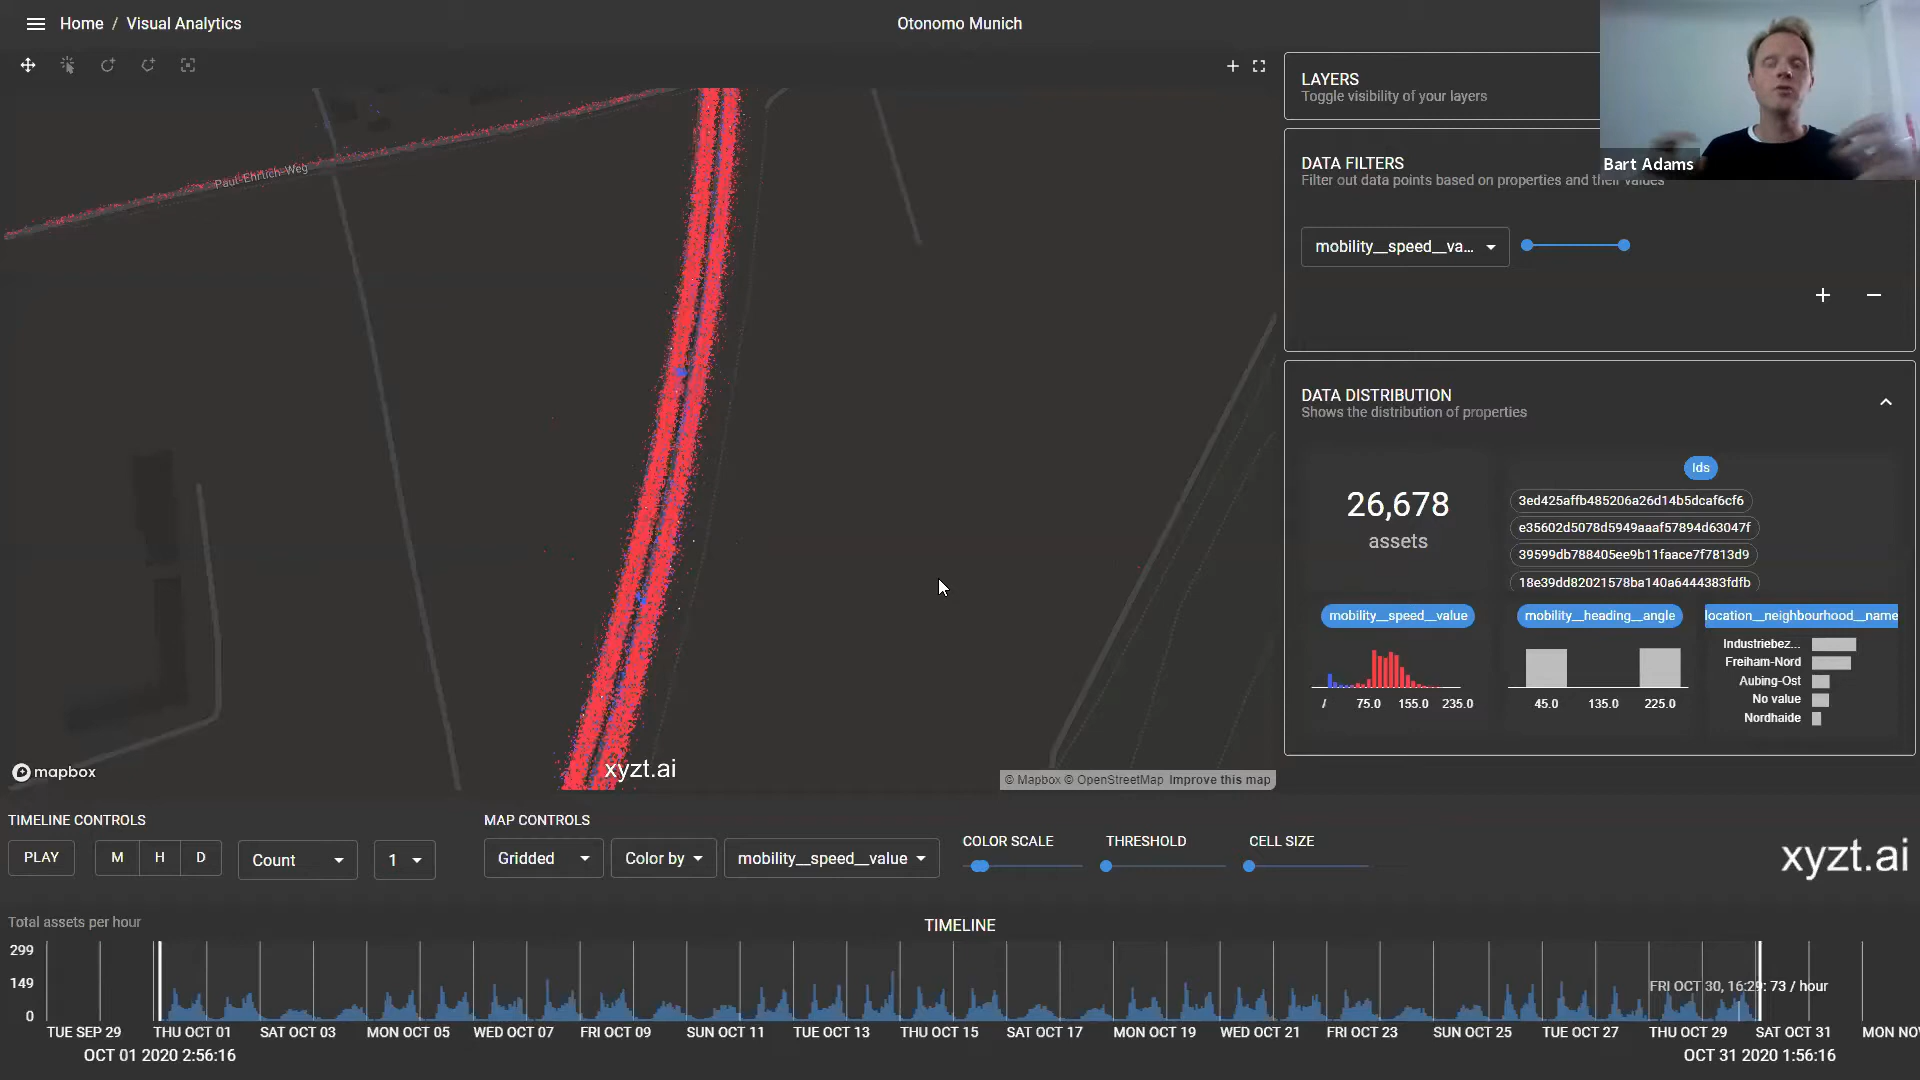 Home / Visual Analytics
Otonomo Munich
LAYERS
Toggle visibility of your layers
Bart Adams
DATA FILTERS
Filter out data points based on properties and their values
mobility__speed__va...
Paul-Ehrlich-Weg
DATA DISTRIBUTION
Shows the distribution of properties
26,678
assets
Ids
3ed425affb485206a26d14b5dcaf6cf6
e35602d5078d5949aaaf57894d63047f
39599db788405ee9b11faace7f7813d9
18e39dd82021578ba140a6444383fdfb
mobility__speed__value
/ 75.0 155.0 235.0
mobility__heading__angle
45.0 135.0 225.0
location__neighbourhood__name
Industriebez...
Freiham-Nord
Aubing-Ost
No value
Nordhaide
mapbox
xyzt.ai
© Mapbox © OpenStreetMap Improve this map
TIMELINE CONTROLS
PLAY M H D Count 1
MAP CONTROLS
Gridded Color by mobility__speed__value
COLOR SCALE THRESHOLD CELL SIZE
xyzt.ai
Total assets per hour
TIMELINE
299
149
0
FRI OCT 30, 16:29: 73 / hour
TUE SEP 29 THU OCT 01 SAT OCT 03 MON OCT 05 WED OCT 07 FRI OCT 09 SUN OCT 11 TUE OCT 13 THU OCT 15 SAT OCT 17 MON OCT 19 WED OCT 21 FRI OCT 23 SUN OCT 25 TUE OCT 27 THU OCT 29 SAT OCT 31 MON NO
OCT 01 2020 2:56:16
OCT 31 2020 1:56:16